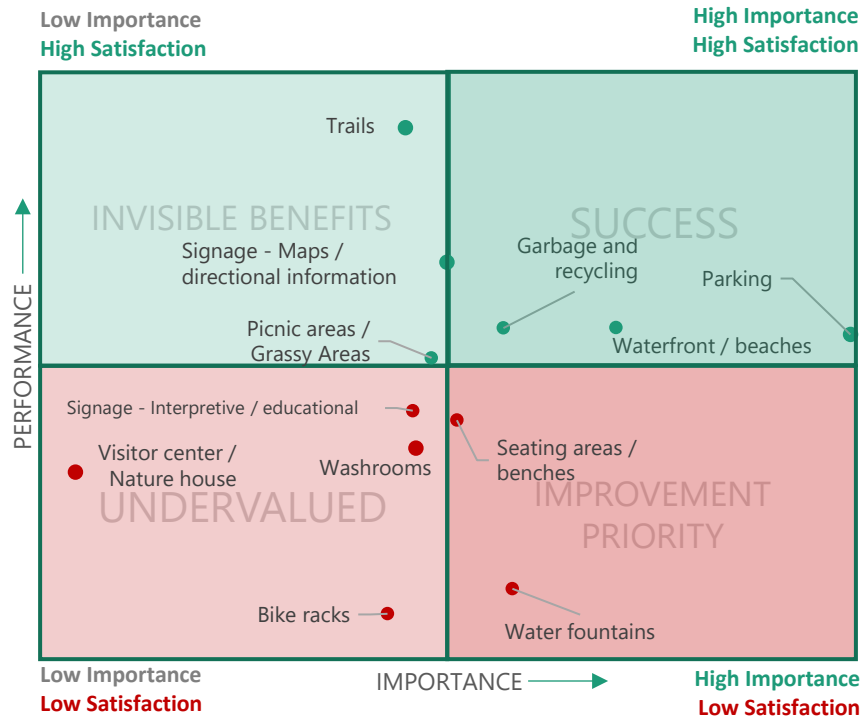 Low Importance
High Satisfaction
High Importance
High Satisfaction
Trails
INVISIBLE BENEFITS
SUCCESS
Signage - Maps /
directional information
Garbage and
recycling
Parking
Picnic areas /
Grassy Areas
Waterfront / beaches
PERFORMANCE
Signage - Interpretive / educational
Visitor center /
Nature house
Washrooms
Seating areas /
benches
UNDERVALUED
IMPROVEMENT
PRIORITY
Bike racks
Water fountains
Low Importance
Low Satisfaction
IMPORTANCE
High Importance
Low Satisfaction